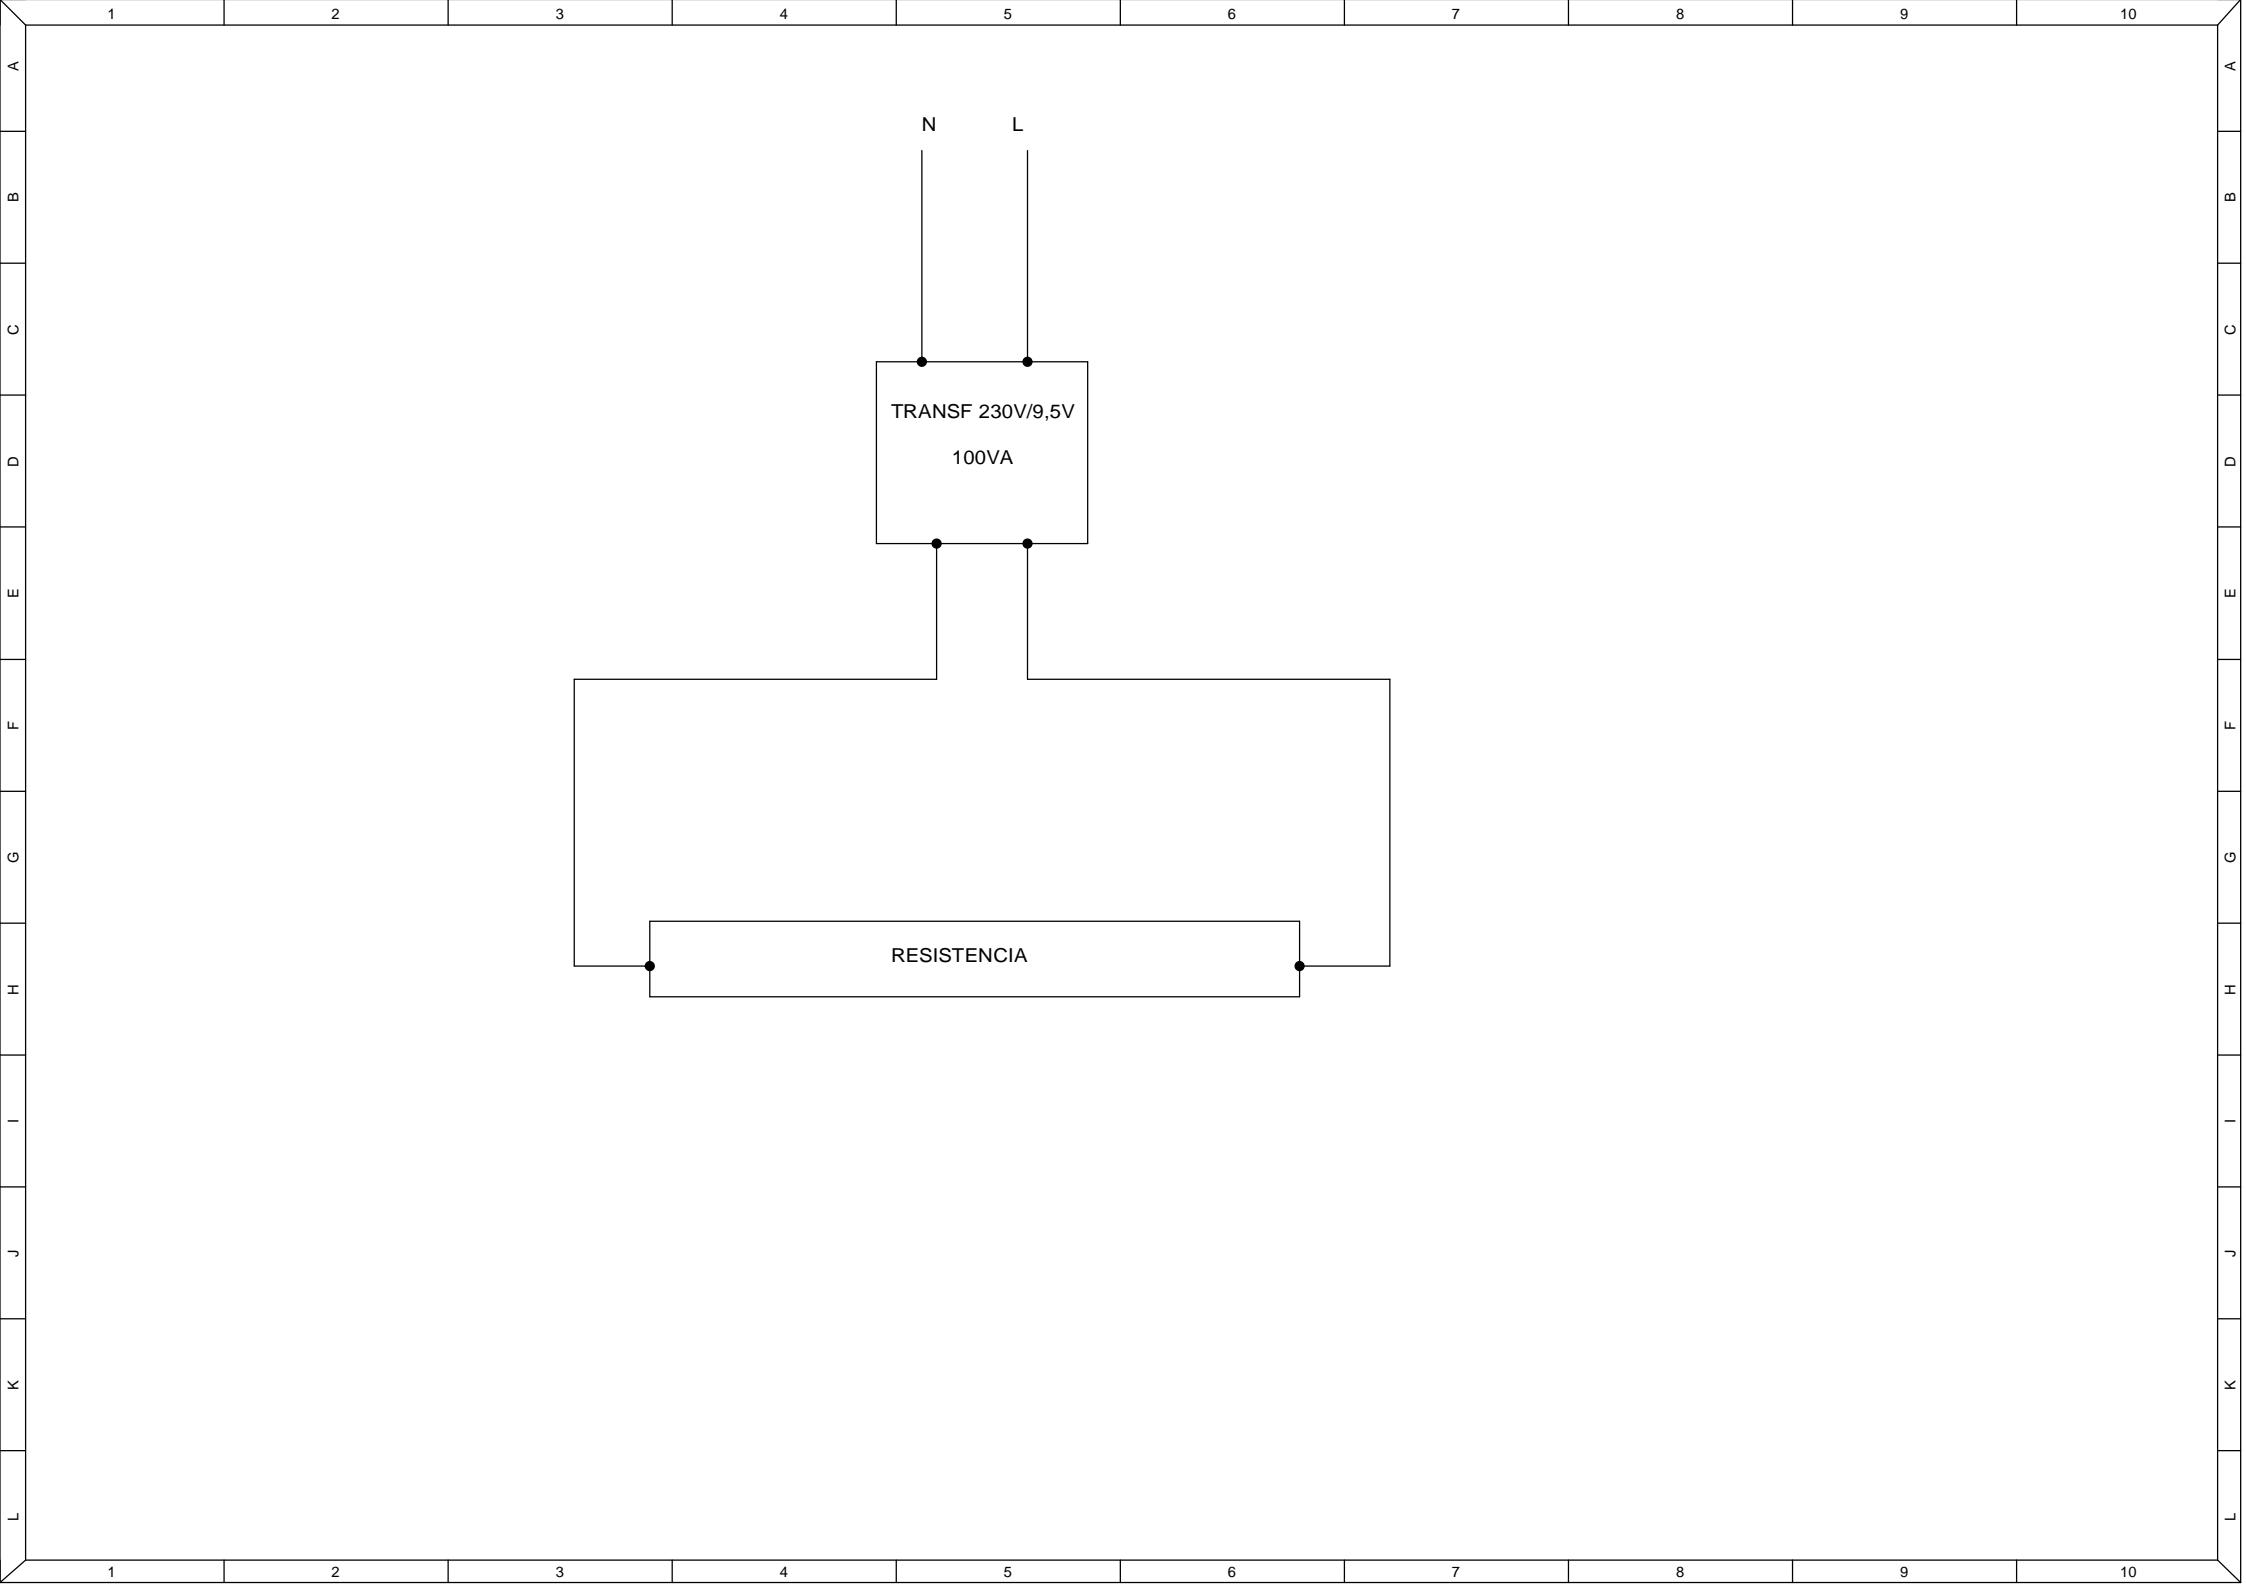 1 2 3 4 5 6 7 8 9 10
A A
N L
B B
C C
TRANSF 230V/9,5V
100VA
D D
E E
F F
G G
RESISTENCIA
H H
I I
J J
K K
L L
1 2 3 4 5 6 7 8 9 10